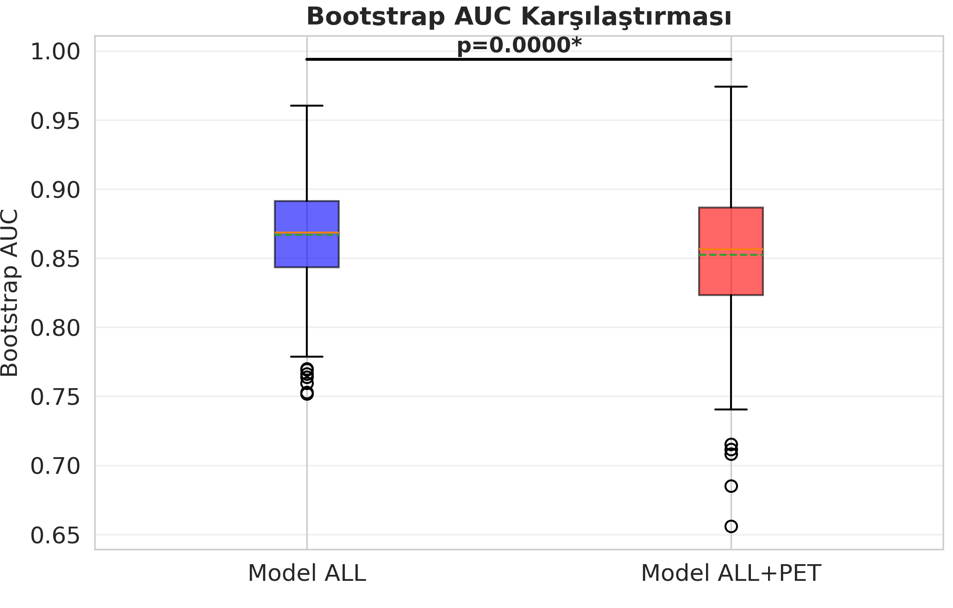 Bootstrap AUC Karşılaştırması
p=0.0000*
1.00
0.95
0.90
0.85
0.80
0.75
0.70
0.65
Bootstrap AUC
Model ALL
Model ALL+PET